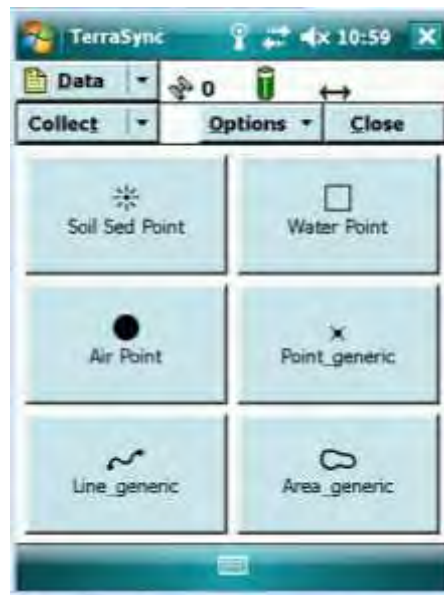 TerraSync 10:59
Data 0
Collect Options Close
Soil Sed Point Water Point
Air Point Point_generic
Line_generic Area_generic